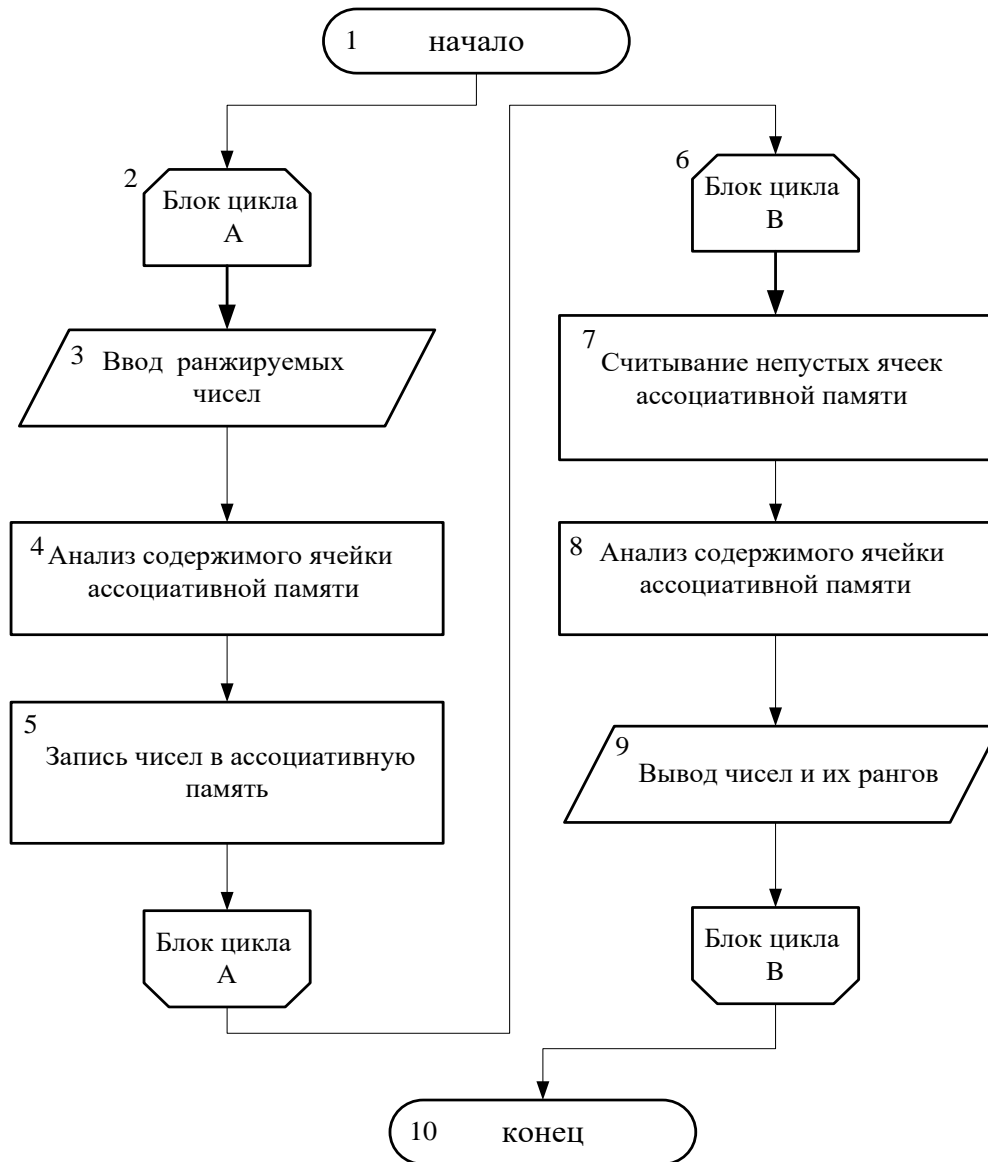 1 начало
2
Блок цикла
А
3 Ввод ранжируемых
чисел
4 Анализ содержимого ячейки
ассоциативной памяти
5
Запись чисел в ассоциативную
память
Блок цикла
А
6
Блок цикла
В
7
Считывание непустых ячеек
ассоциативной памяти
8 Анализ содержимого ячейки
ассоциативной памяти
9
Вывод чисел и их рангов
Блок цикла
В
10 конец